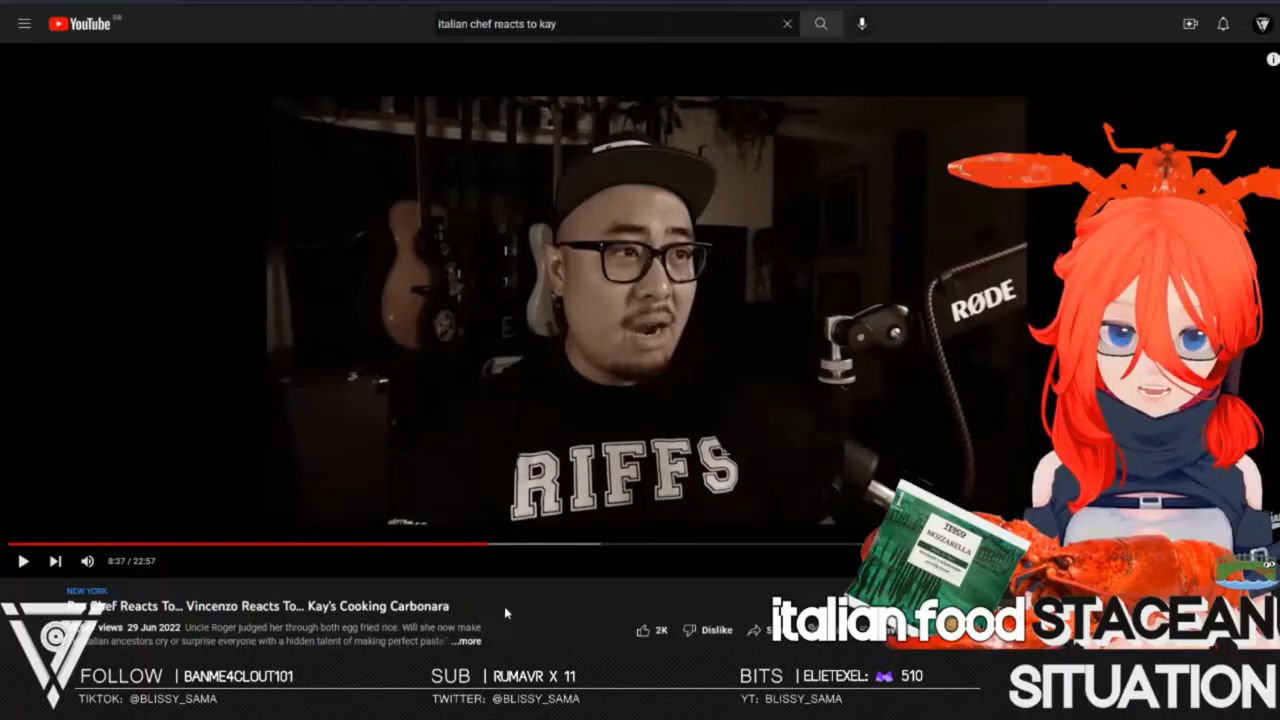 YouTube GB
italian chef reacts to kay
RØDE
RIFFS
TESCO
MOZZARELLA
8:37 / 22:57
NEW YORK
Chef Reacts To... Vincenzo Reacts To... Kay's Cooking Carbonara
views 29 Jun 2022 Uncle Roger judged her through both egg fried rice. Will she now make
ancestors cry or surprise everyone with a hidden talent of making perfect pasta ...more
2K Dislike
italian food STACEAN
SITUATION
FOLLOW | BANME4CLOUT101
SUB | RUMAVR X 11
BITS | ELIETEXEL: 510
TIKTOK: @BLISSY_SAMA
TWITTER: @BLISSY_SAMA
YT: BLISSY_SAMA